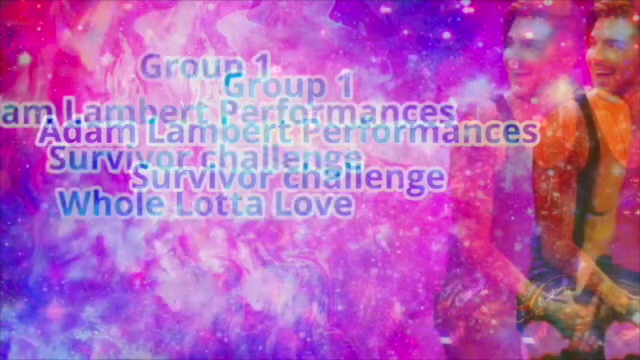 Group 1
Group 1
am Lambert Performances
Adam Lambert Performances
Survivor challenge
Survivor challenge
Whole Lotta Love